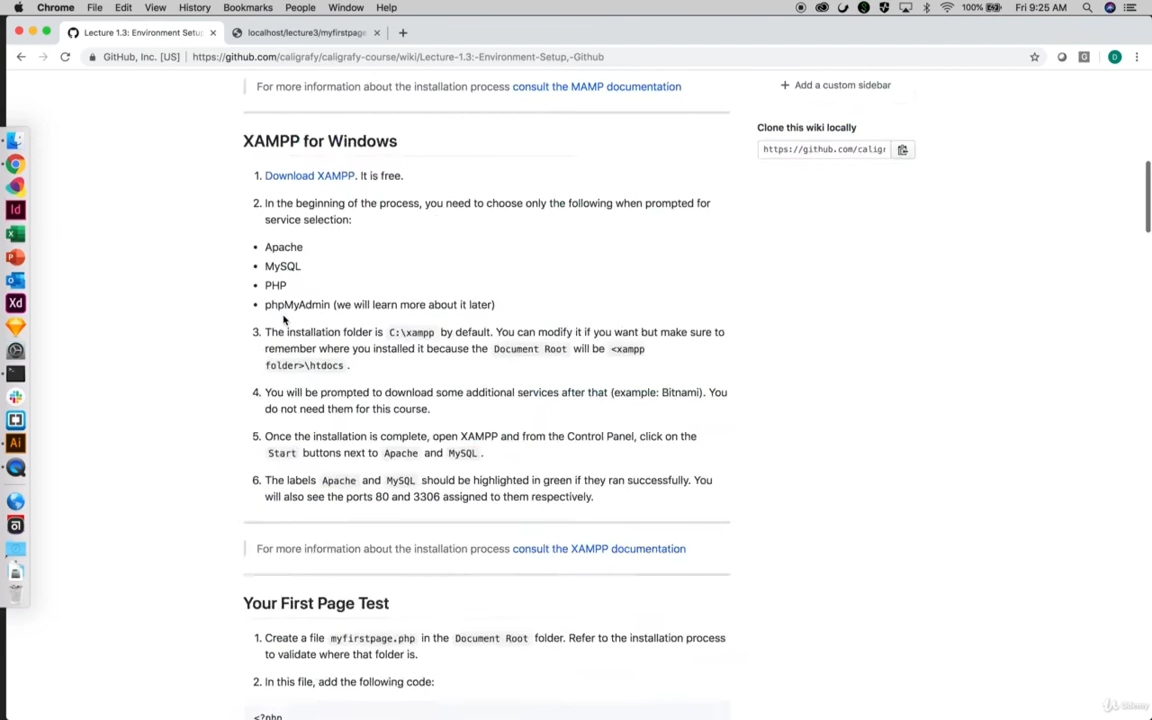 Chrome File Edit View History Bookmarks People Window Help 100% Fri 9:25 AM
Lecture 1.3: Environment Setu × localhost/lecture3/myfirstpage × +
GitHub, Inc. [US] https://github.com/caligrafy/caligrafy-course/wiki/Lecture-1.3:-Environment-Setup,-Github D
For more information about the installation process consult the MAMP documentation
+ Add a custom sidebar
Clone this wiki locally
https://github.com/caligr
XAMPP for Windows
1. Download XAMPP. It is free.
2. In the beginning of the process, you need to choose only the following when prompted for
service selection:
• Apache
• MySQL
• PHP
• phpMyAdmin (we will learn more about it later)
3. The installation folder is C:\xampp by default. You can modify it if you want but make sure to
remember where you installed it because the Document Root will be <xampp
folder>\htdocs .
4. You will be prompted to download some additional services after that (example: Bitnami). You
do not need them for this course.
5. Once the installation is complete, open XAMPP and from the Control Panel, click on the
Start buttons next to Apache and MySQL .
6. The labels Apache and MySQL should be highlighted in green if they ran successfully. You
will also see the ports 80 and 3306 assigned to them respectively.
For more information about the installation process consult the XAMPP documentation
Your First Page Test
1. Create a file myfirstpage.php in the Document Root folder. Refer to the installation process
to validate where that folder is.
2. In this file, add the following code:
<?php
Id
Xd
Ai
Udemy